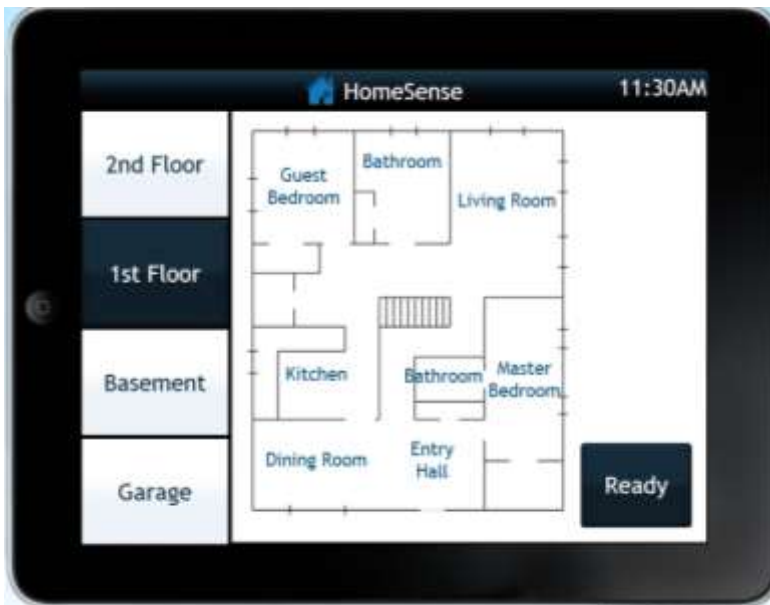 HomeSense
11:30AM
2nd Floor
1st Floor
Basement
Garage
Guest
Bedroom
Bathroom
Living Room
Kitchen
Bathroom
Master
Bedroom
Dining Room
Entry
Hall
Ready